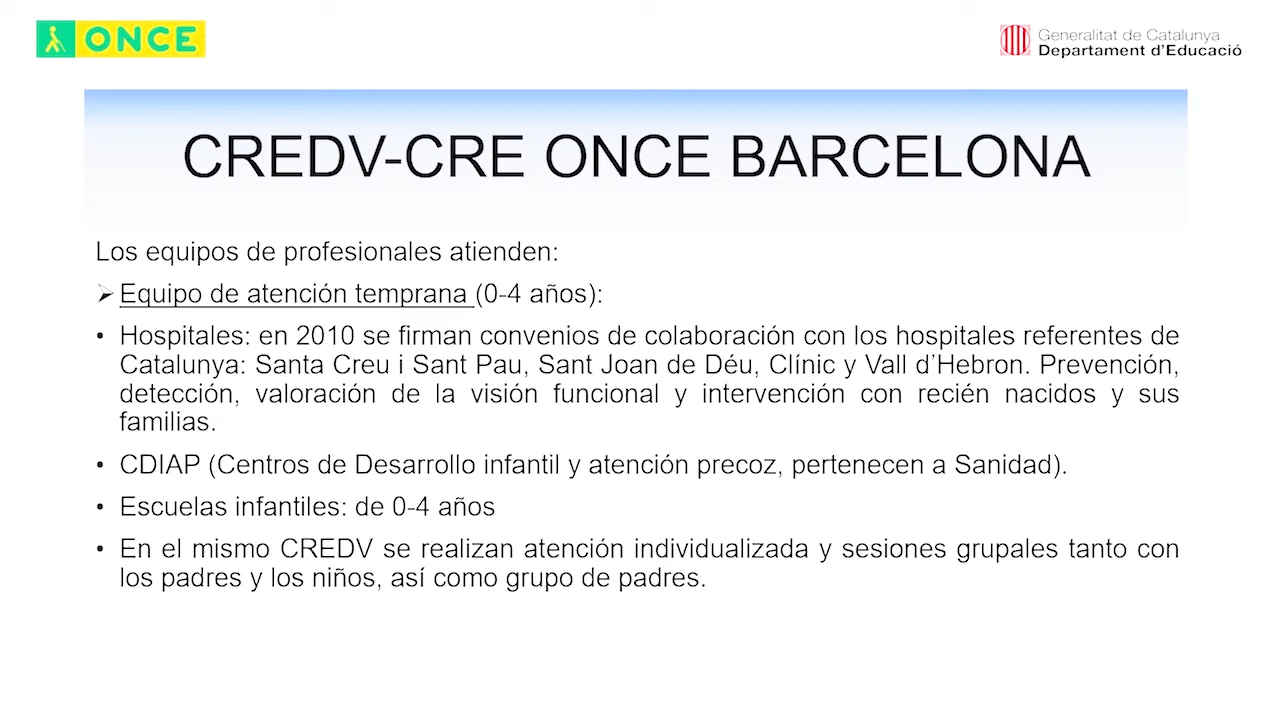 ONCE
Generalitat de Catalunya
Departament d'Educació
CREDV-CRE ONCE BARCELONA
Los equipos de profesionales atienden:
➢ Equipo de atención temprana (0-4 años):
• Hospitales: en 2010 se firman convenios de colaboración con los hospitales referentes de
Catalunya: Santa Creu i Sant Pau, Sant Joan de Déu, Clínic y Vall d'Hebron. Prevención,
detección, valoración de la visión funcional y intervención con recién nacidos y sus
familias.
• CDIAP (Centros de Desarrollo infantil y atención precoz, pertenecen a Sanidad).
• Escuelas infantiles: de 0-4 años
• En el mismo CREDV se realizan atención individualizada y sesiones grupales tanto con
los padres y los niños, así como grupo de padres.